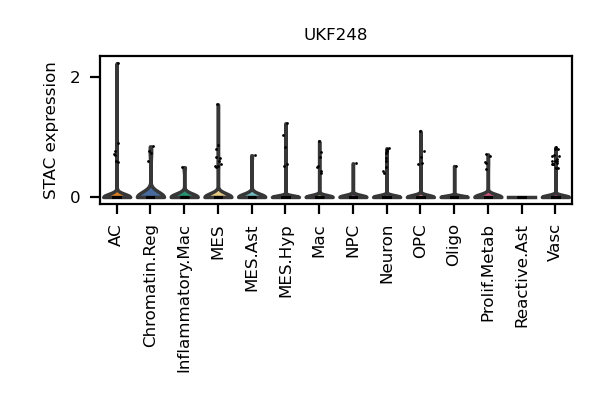 UKF248
STAC expression
2
0
AC
Chromatin.Reg
Inflammatory.Mac
MES
MES.Ast
MES.Hyp
Mac
NPC
Neuron
OPC
Oligo
Prolif.Metab
Reactive.Ast
Vasc